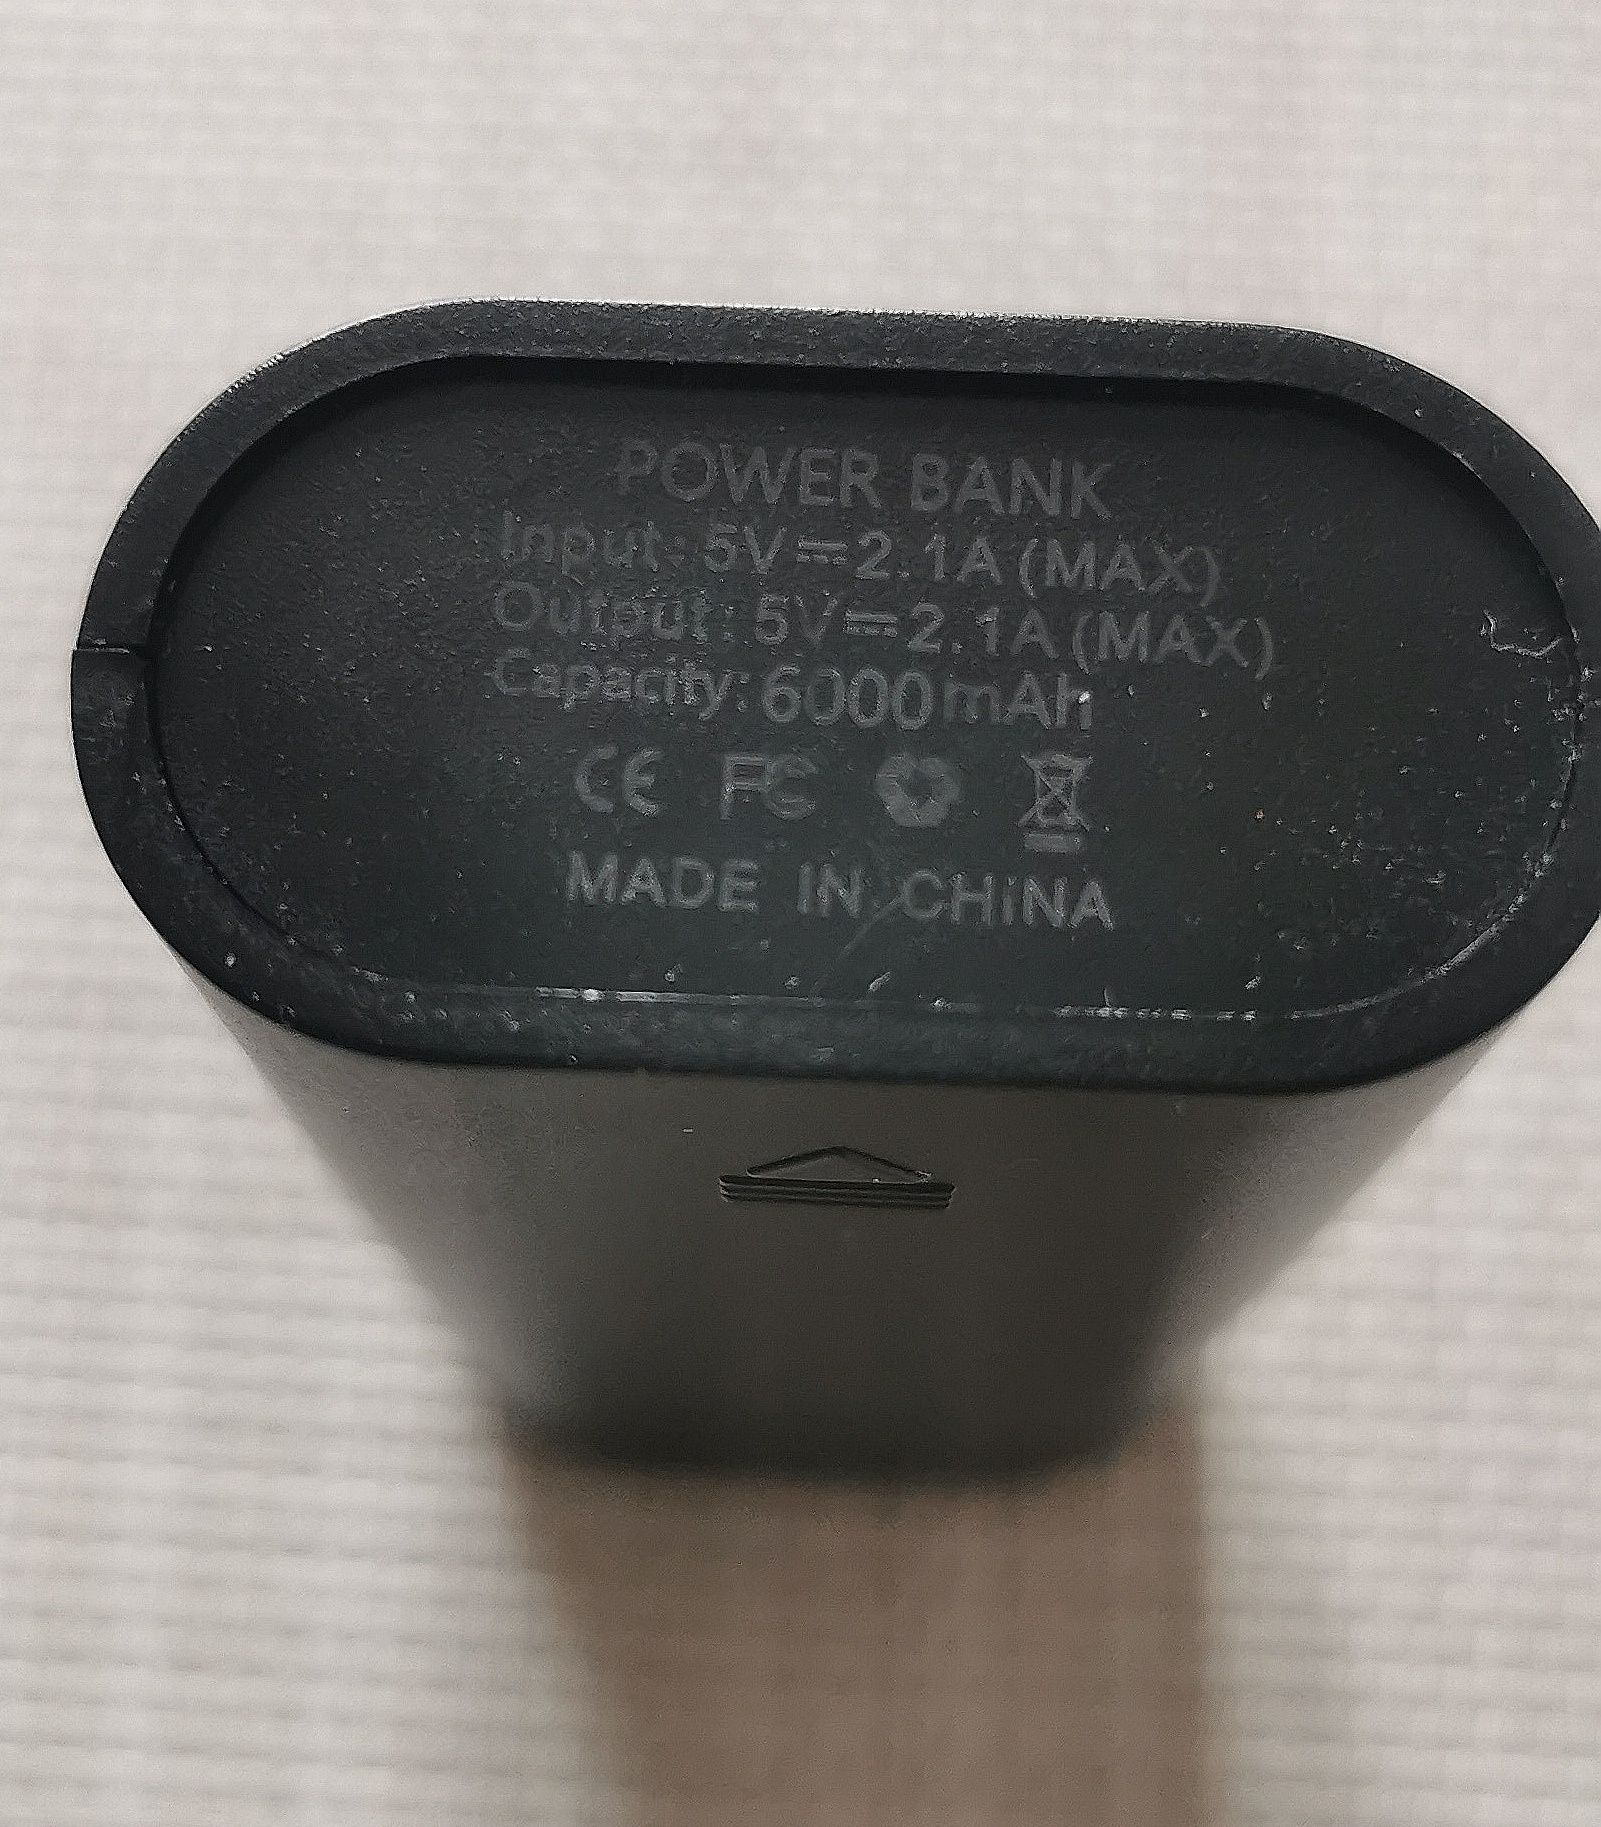 POWER BANK
Input: 5V⎓2.1A(MAX)
Output: 5V⎓2.1A(MAX)
Capacity: 6000mAh
CE FC
MADE IN CHINA